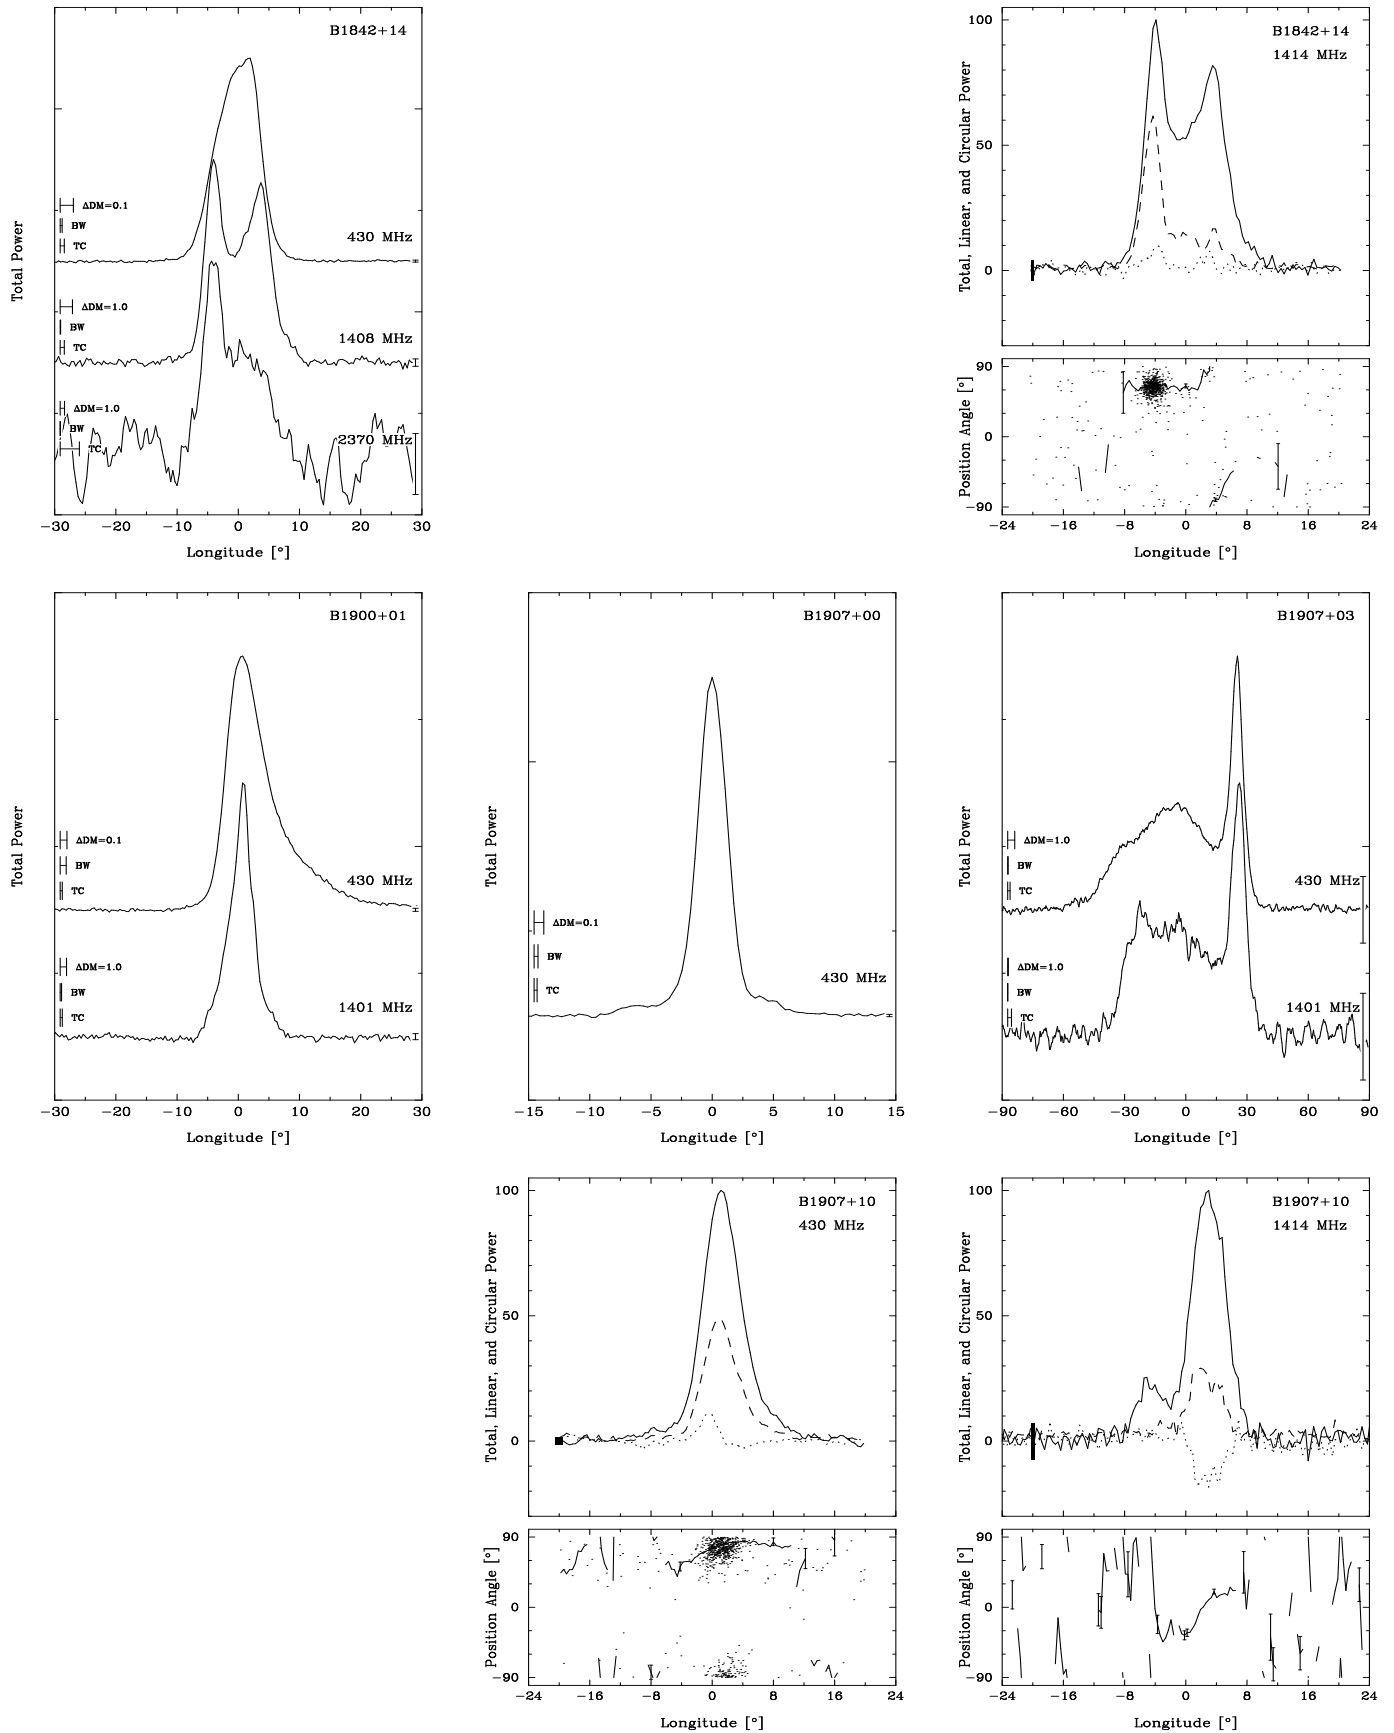 B1842+14
Total Power
ΔDM=0.1
BW
TC
430 MHz
ΔDM=1.0
BW
TC
1408 MHz
ΔDM=1.0
BW
TC
2370 MHz
−30 −20 −10 0 10 20 30
Longitude [°]
B1842+14
1414 MHz
Total, Linear, and Circular Power
100
50
0
Position Angle [°]
90
0
−90
−24 −16 −8 0 8 16 24
Longitude [°]
B1900+01
Total Power
ΔDM=0.1
BW
TC
430 MHz
ΔDM=1.0
BW
TC
1401 MHz
−30 −20 −10 0 10 20 30
Longitude [°]
B1907+00
Total Power
ΔDM=0.1
BW
TC
430 MHz
−15 −10 −5 0 5 10 15
Longitude [°]
B1907+03
Total Power
ΔDM=1.0
BW
TC
430 MHz
ΔDM=1.0
BW
TC
1401 MHz
−90 −60 −30 0 30 60 90
Longitude [°]
B1907+10
430 MHz
Total, Linear, and Circular Power
100
50
0
Position Angle [°]
90
0
−90
−24 −16 −8 0 8 16 24
Longitude [°]
B1907+10
1414 MHz
Total, Linear, and Circular Power
100
50
0
Position Angle [°]
90
0
−90
−24 −16 −8 0 8 16 24
Longitude [°]